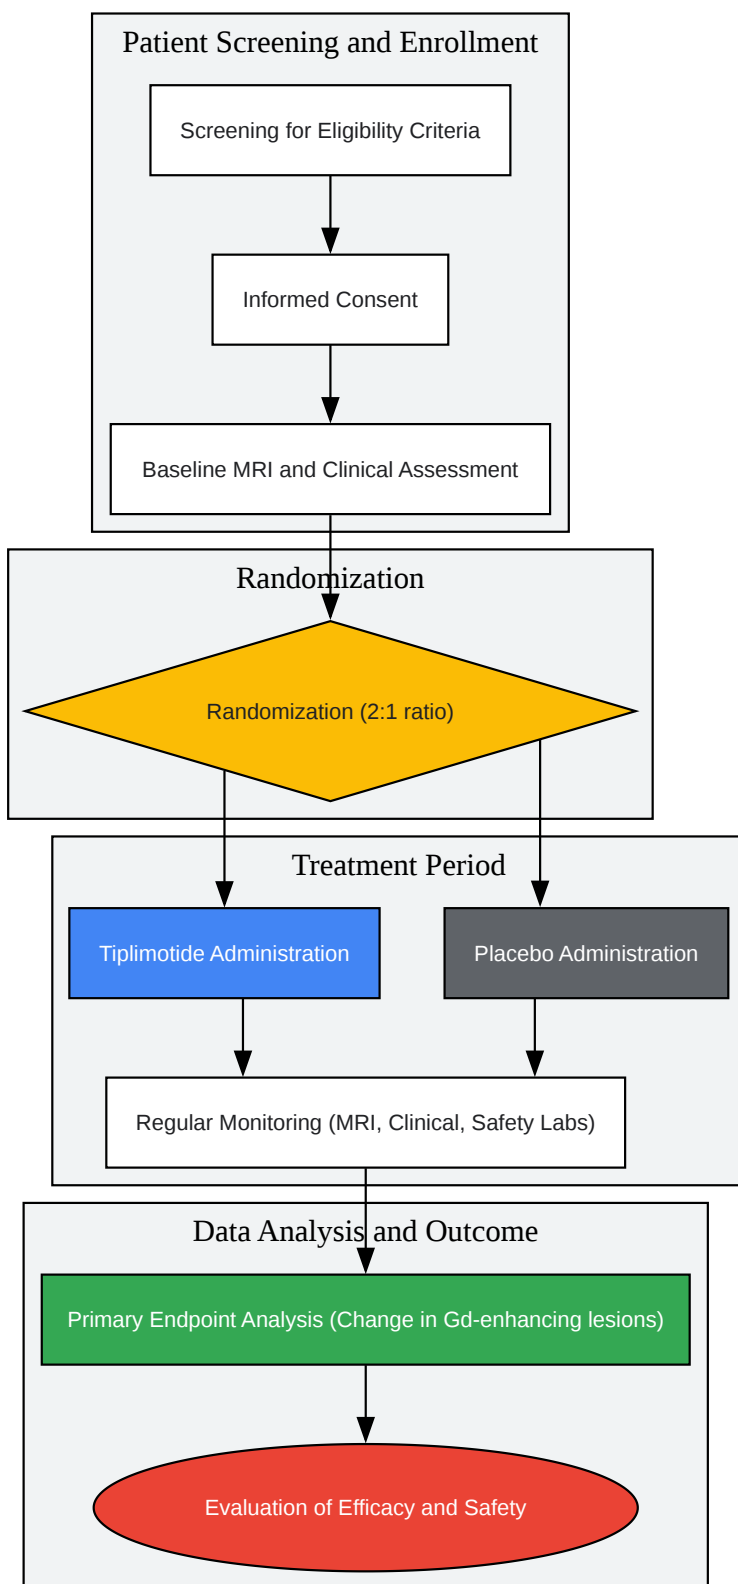 Patient Screening and Enrollment
Screening for Eligibility Criteria
Informed Consent
Baseline MRI and Clinical Assessment
Randomization
Randomization (2:1 ratio)
Treatment Period
Tiplimotide Administration
Placebo Administration
Regular Monitoring (MRI, Clinical, Safety Labs)
Data Analysis and Outcome
Primary Endpoint Analysis (Change in Gd-enhancing lesions)
Evaluation of Efficacy and Safety